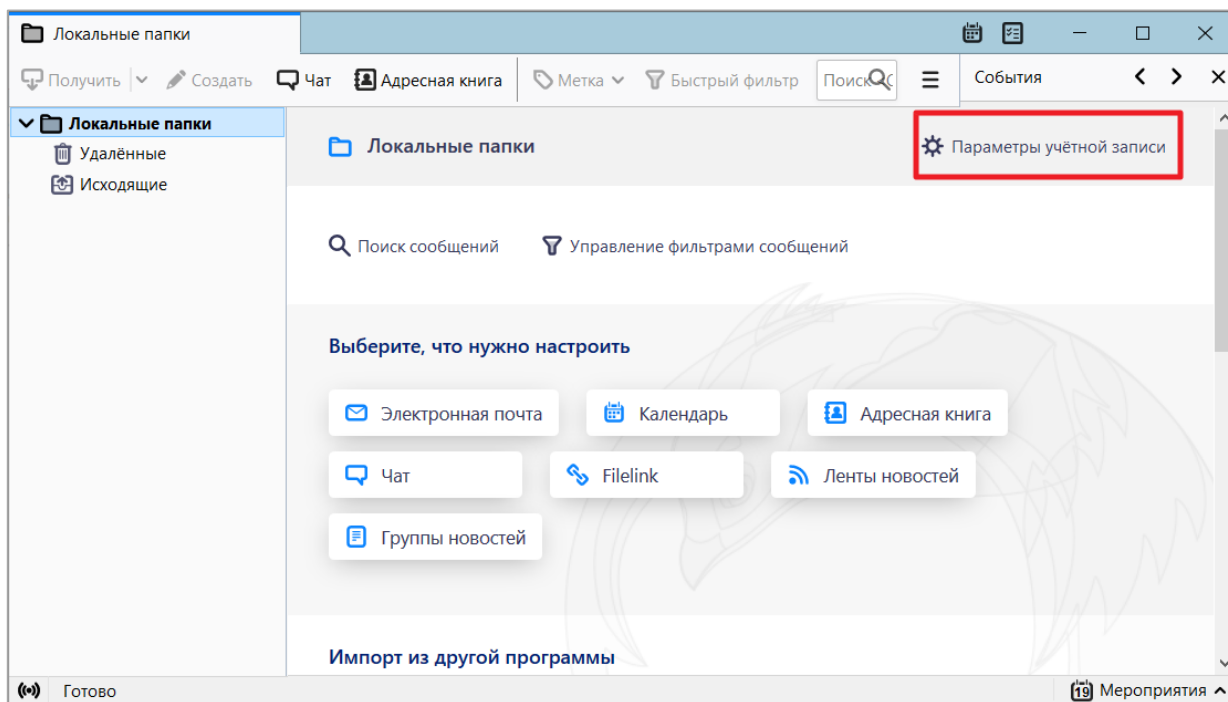 Локальные папки
Получить Создать Чат Адресная книга Метка Быстрый фильтр Поиск События
Локальные папки
Удалённые
Исходящие
Локальные папки Параметры учётной записи
Поиск сообщений Управление фильтрами сообщений
Выберите, что нужно настроить
Электронная почта Календарь Адресная книга
Чат Filelink Ленты новостей
Группы новостей
Импорт из другой программы
Готово 19 Мероприятия